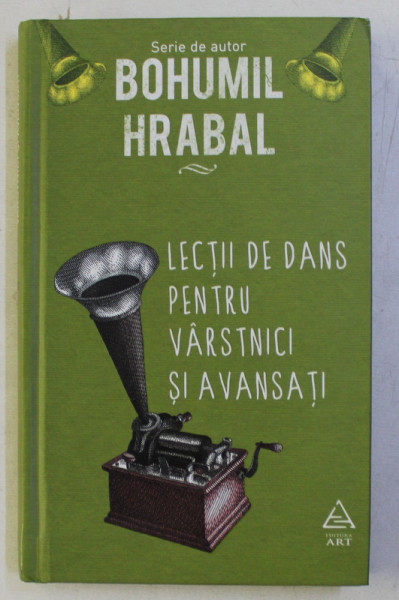 Serie de autor
BOHUMIL
HRABAL
LECȚII DE DANS
PENTRU
VÂRSTNICI
ȘI AVANSAȚI
EDITURA
ART